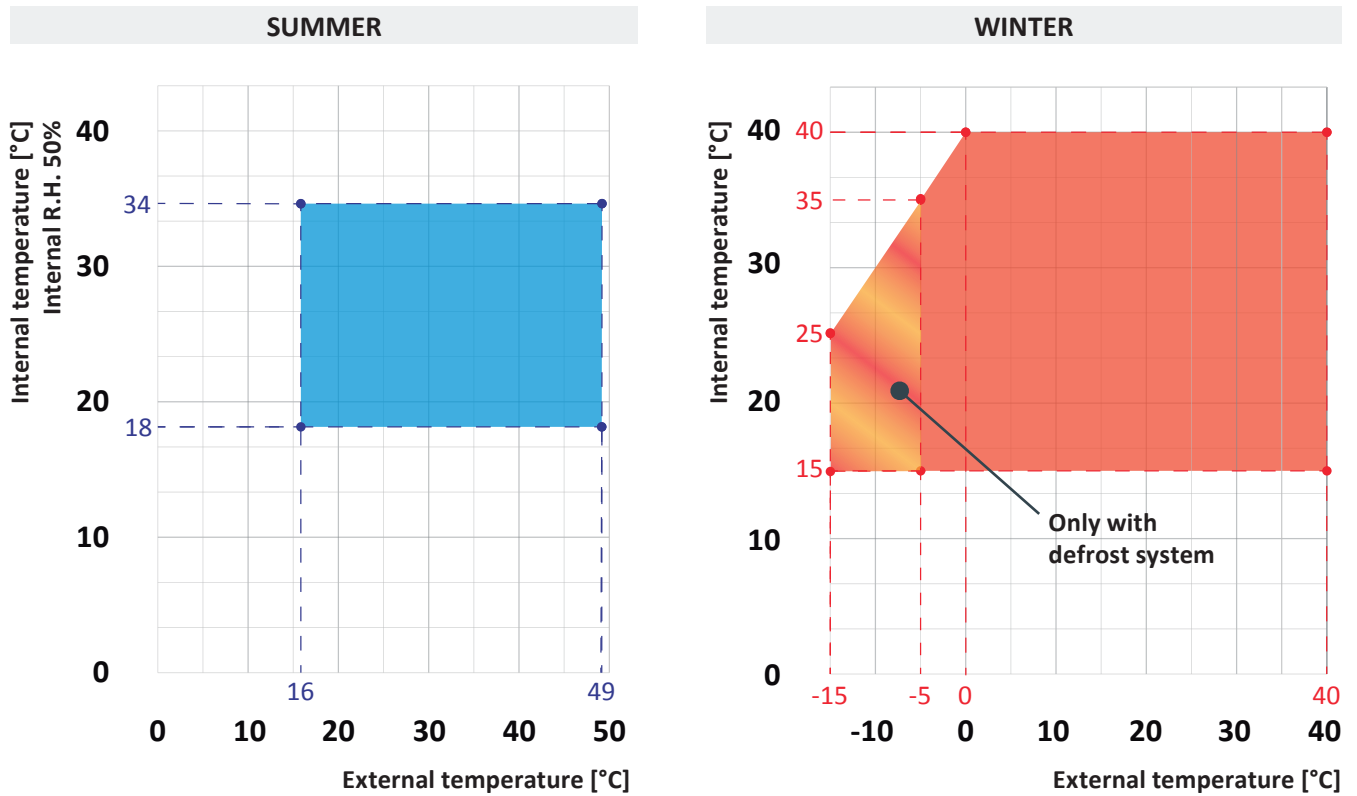 SUMMER
Internal temperature [°C]
Internal R.H. 50%
40
34
30
20
18
10
0
16
49
0 10 20 30 40 50
External temperature [°C]
WINTER
Internal temperature [°C]
40 40
35
30
25
20
15
10
0
Only with
defrost system
-15 -5 0 40
-10 0 10 20 30 40
External temperature [°C]